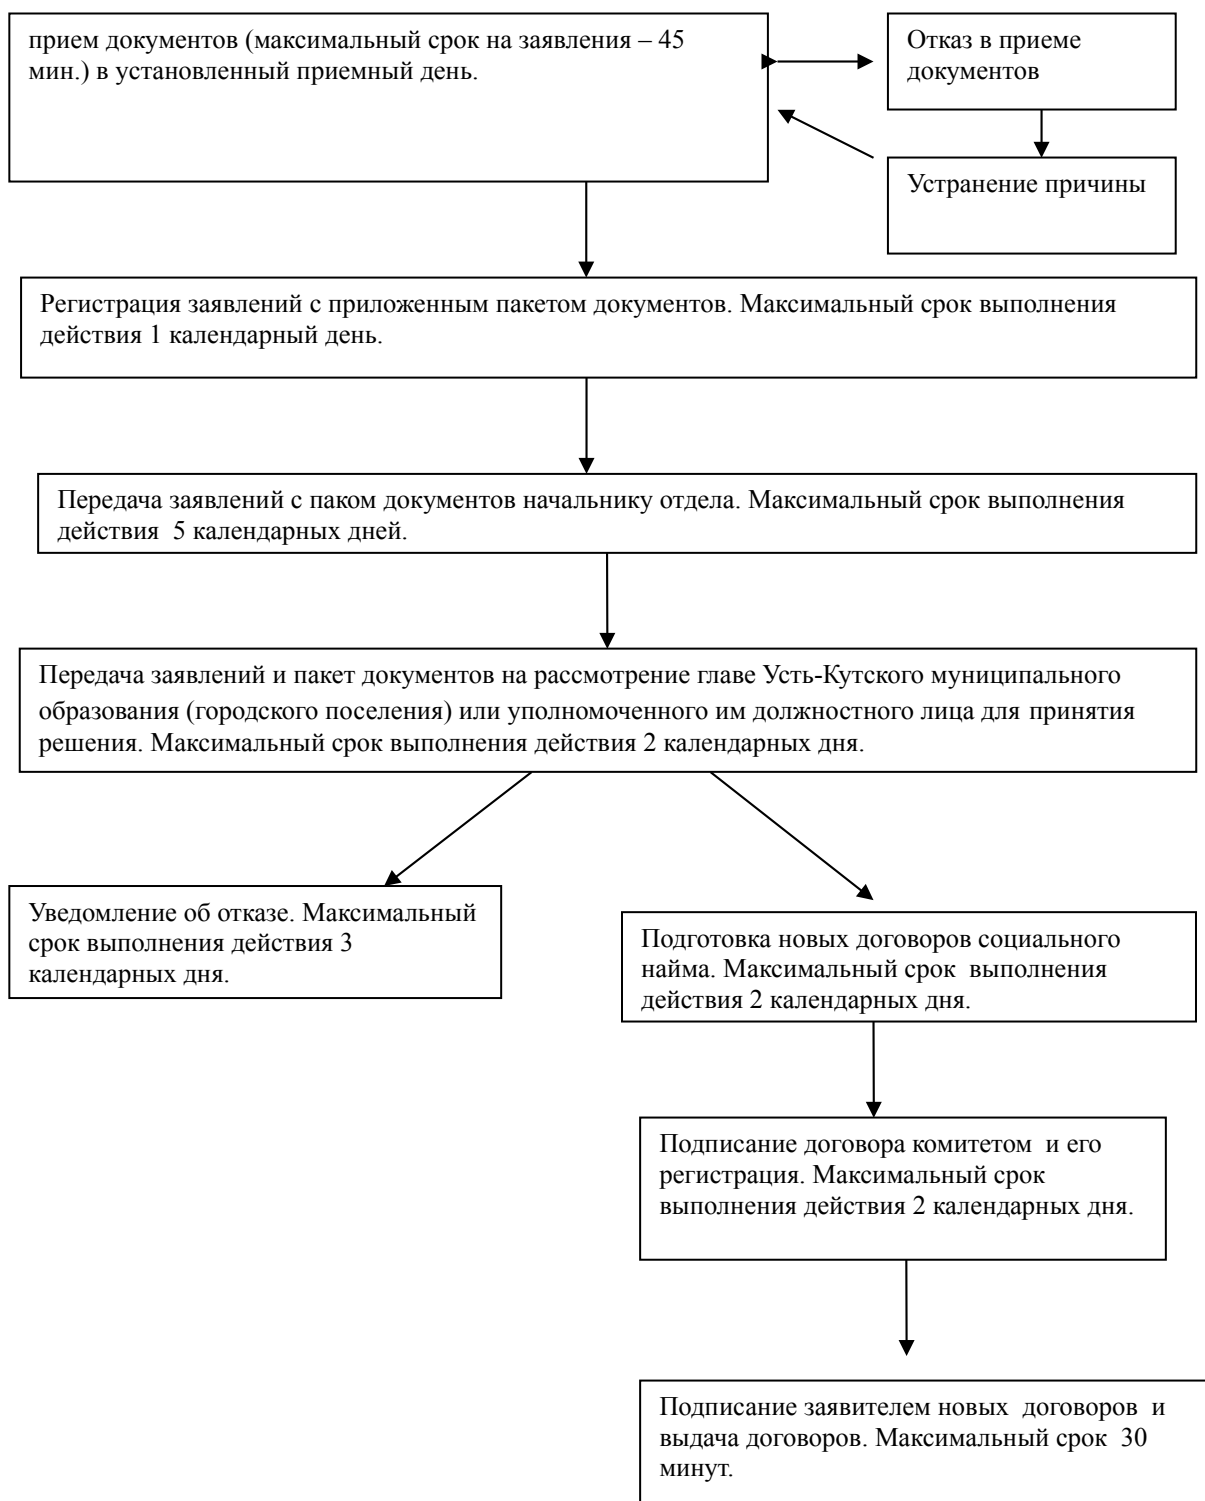 прием документов (максимальный срок на заявления – 45
мин.) в установленный приемный день.
Отказ в приеме
документов
Устранение причины
Регистрация заявлений с приложенным пакетом документов. Максимальный срок выполнения
действия 1 календарный день.
Передача заявлений с паком документов начальнику отдела. Максимальный срок выполнения
действия  5 календарных дней.
Передача заявлений и пакет документов на рассмотрение главе Усть-Кутского муниципального
образования (городского поселения) или уполномоченного им должностного лица для принятия
решения. Максимальный срок выполнения действия 2 календарных дня.
Уведомление об отказе. Максимальный
срок выполнения действия 3
календарных дня.
Подготовка новых договоров социального
найма. Максимальный срок  выполнения
действия 2 календарных дня.
Подписание договора комитетом  и его
регистрация. Максимальный срок
выполнения действия 2 календарных дня.
Подписание заявителем новых  договоров  и
выдача договоров. Максимальный срок  30
минут.